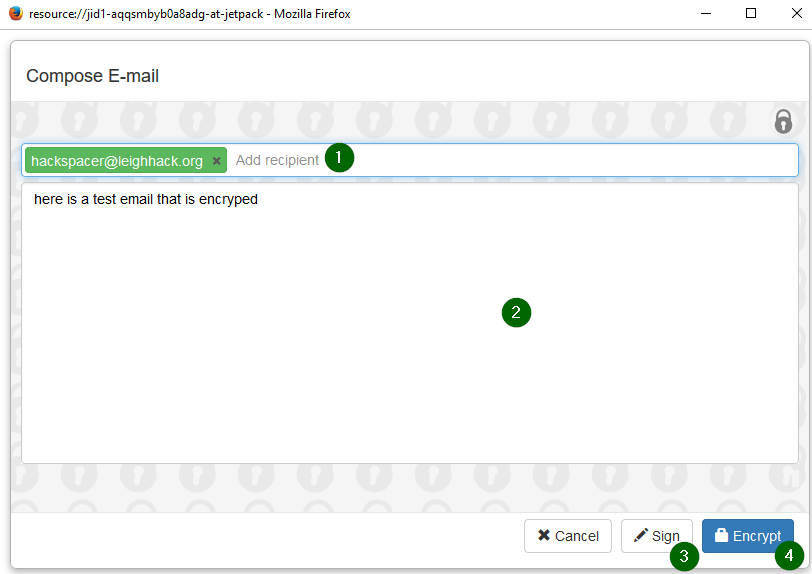 resource://jid1-aqqsmbyb0a8adg-at-jetpack - Mozilla Firefox
Compose E-mail
hackspacer@leighhack.org × Add recipient 1
here is a test email that is encryped
2
Cancel Sign Encrypt
3 4